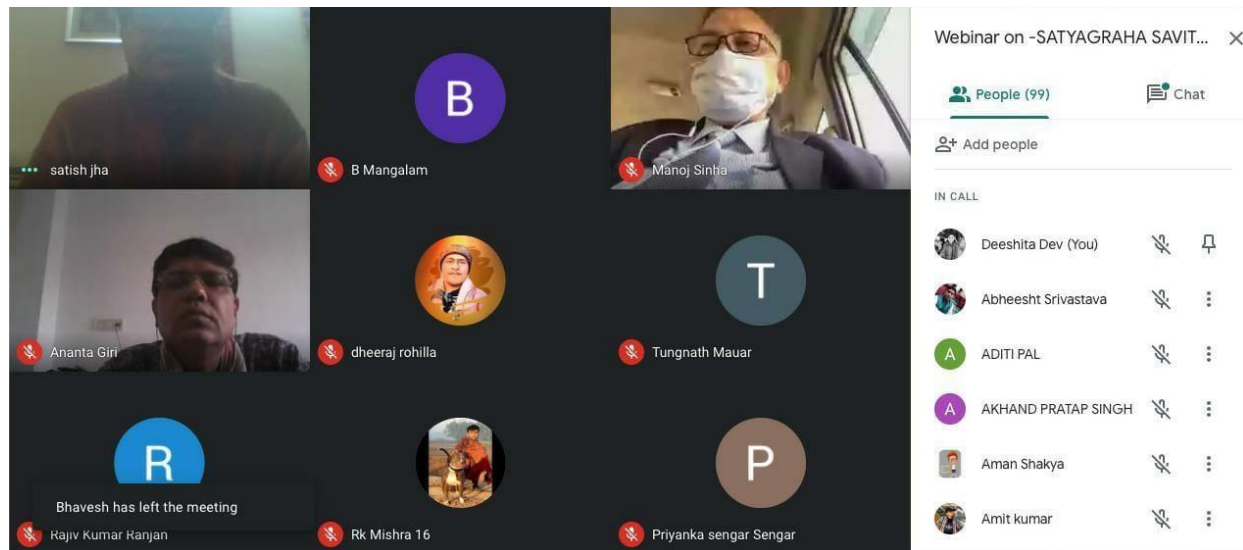 Webinar on -SATYAGRAHA SAVIT...
People (99)
Chat
Add people
IN CALL
Deeshita Dev (You)
Abheesht Srivastava
A ADITI PAL
A AKHAND PRATAP SINGH
Aman Shakya
Amit kumar
satish jha
B
B Mangalam
Manoj Sinha
Ananta Giri
dheeraj rohilla
T
Tungnath Mauar
R
Bhavesh has left the meeting
Rajiv Kumar Ranjan
Rk Mishra 16
P
Priyanka sengar Sengar